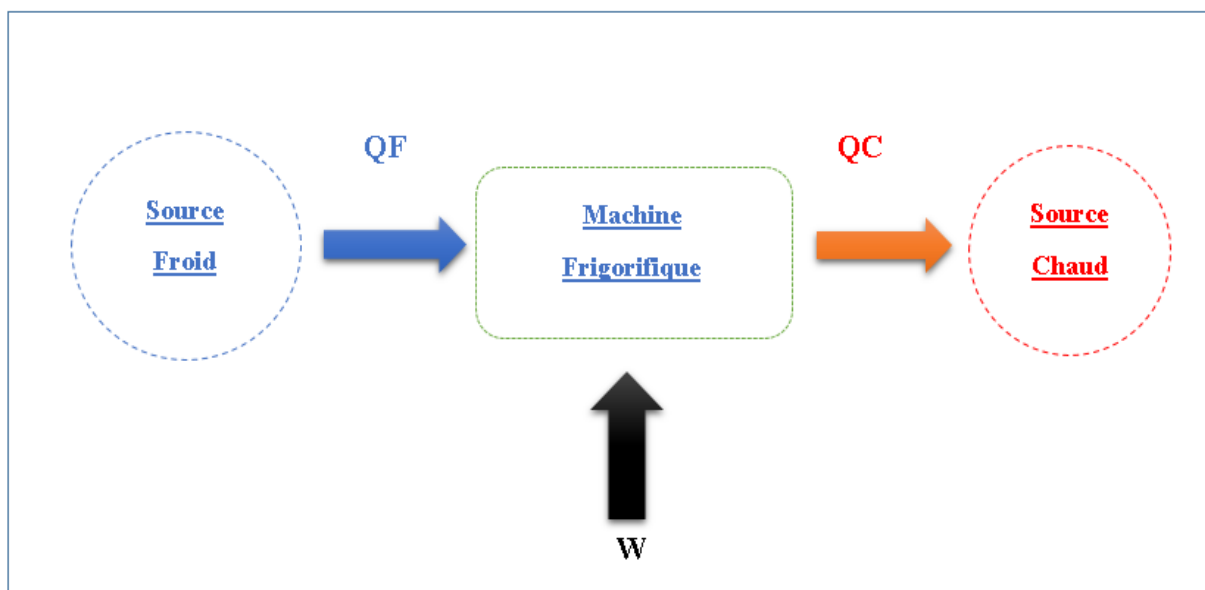 QF
QC
Source
Froid
Machine
Frigorifique
Source
Chaud
W